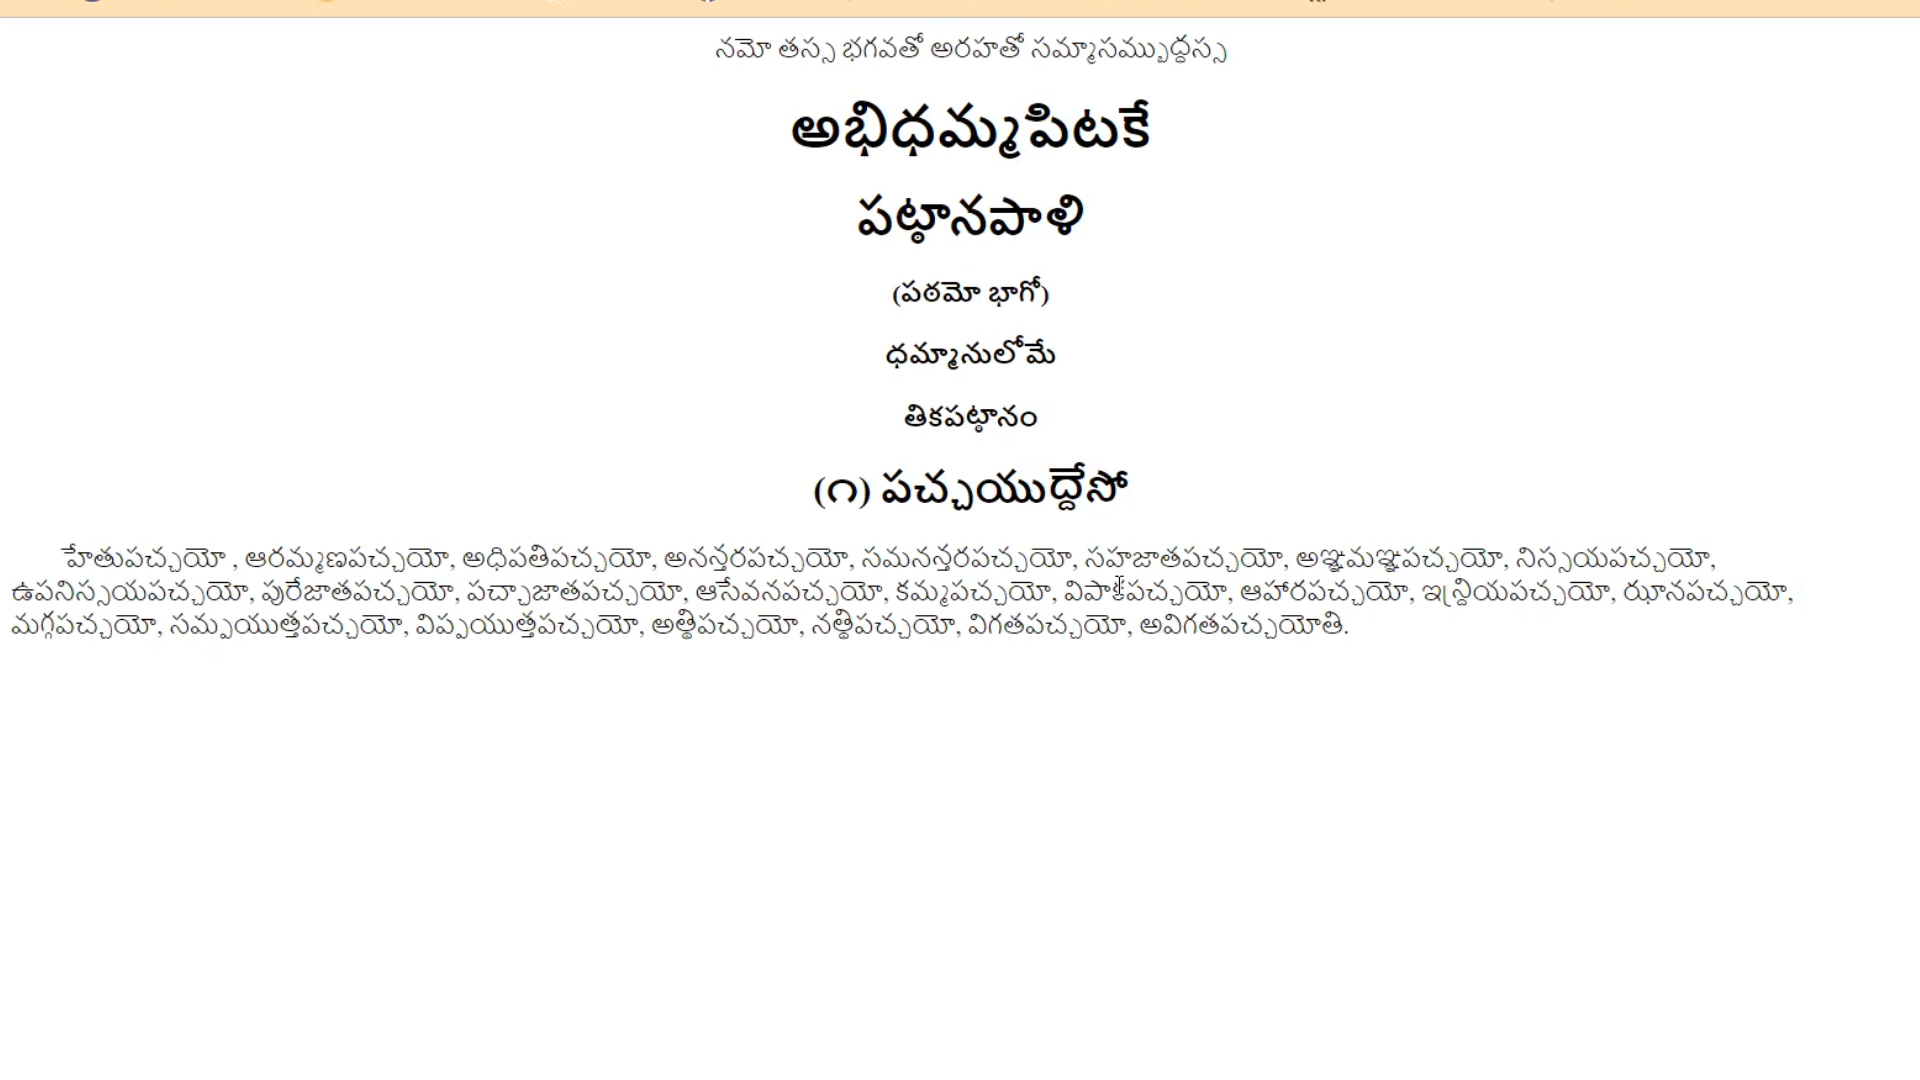 నమో తస్స భగవతో అరహతో సమ్మాసమ్బుద్ధస్స
అభిధమ్మపిటకే
పట్ఠానపాళి
(పఠమో భాగో)
ధమ్మానులోమే
తికపట్ఠానం
(౧) పచ్చయుద్దేసో
హేతుపచ్చయో , ఆరమ్మణపచ్చయో, అధిపతిపచ్చయో, అనన్తరపచ్చయో, సమనన్తరపచ్చయో, సహజాతపచ్చయో, అఞ్ఞమఞ్ఞపచ్చయో, నిస్సయపచ్చయో,
ఉపనిస్సయపచ్చయో, పురేజాతపచ్చయో, పచ్ఛాజాతపచ్చయో, ఆసేవనపచ్చయో, కమ్మపచ్చయో, విపాకపచ్చయో, ఆహారపచ్చయో, ఇన్ద్రియపచ్చయో, ఝానపచ్చయో,
మగ్గపచ్చయో, సమ్పయుత్తపచ్చయో, విప్పయుత్తపచ్చయో, అత్థిపచ్చయో, నత్థిపచ్చయో, విగతపచ్చయో, అవిగతపచ్చయోతి.